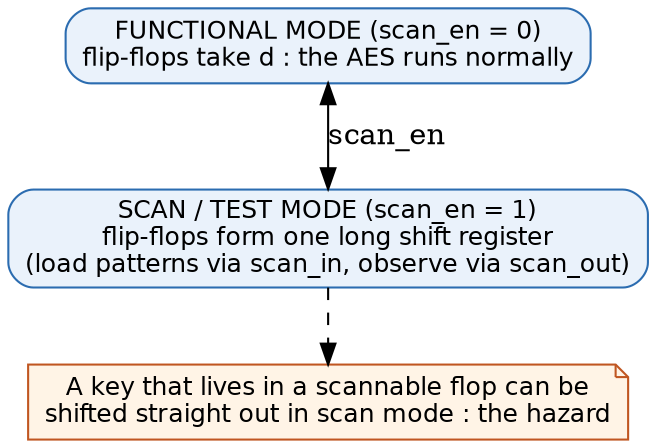 FUNCTIONAL MODE (scan_en = 0)
flip-flops take d : the AES runs normally
scan_en
SCAN / TEST MODE (scan_en = 1)
flip-flops form one long shift register
(load patterns via scan_in, observe via scan_out)
A key that lives in a scannable flop can be
shifted straight out in scan mode : the hazard